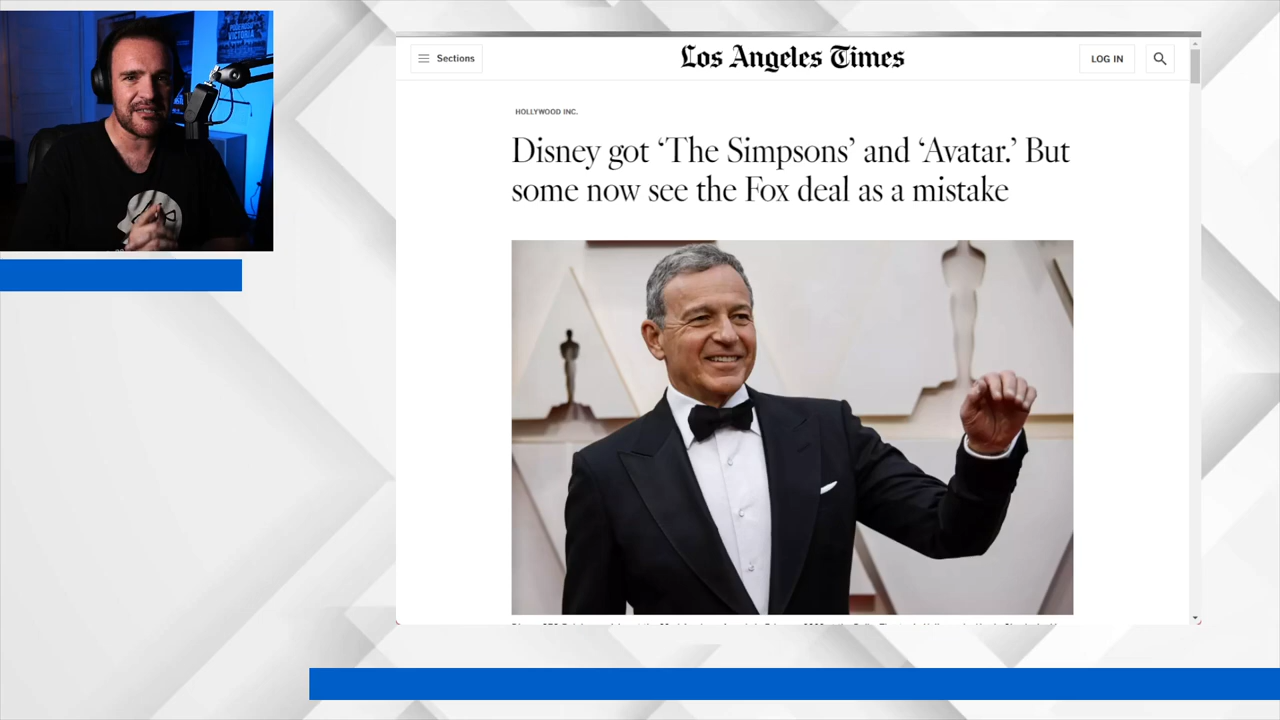 Sections
Los Angeles Times
LOG IN
HOLLYWOOD INC.
Disney got ‘The Simpsons’ and ‘Avatar.’ But
some now see the Fox deal as a mistake
VICTORIA